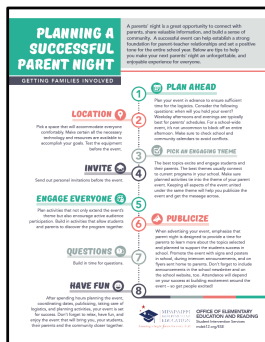 PLANNING A
SUCCESSFUL
PARENT NIGHT
GETTING FAMILIES INVOLVED
A parents' night is a great opportunity to connect with
parents, share valuable information, and build a sense of
community. A successful event can help establish a strong
foundation for parent-teacher relationships and set a positive
tone for the entire school year. Below are tips to help
you make your next parents' night an unforgettable, and
enjoyable experience for everyone.
1
PLAN AHEAD
Plan your event in advance to ensure sufficient
time for the logistics. Consider the following
questions: when will you hold your event?
Weekday afternoons and evenings are typically
best for parents' schedules. For a school-wide
event, it's not uncommon to block off an entire
afternoon. Make sure to check school and
community calendars to avoid conflicts.
LOCATION
2
Pick a space that will accommodate everyone
comfortably. Make certain all the necessary
technology and resources are available to
accomplish your goals. Test the equipment
before the event.
3
PICK AN ENGAGING THEME
The best topics excite and engage students and
their parents. The best themes usually connect
to current programs in your school. Make sure
planned activities tie into the theme of your parent
event. Keeping all aspects of the event united
under the same theme will help you publicize the
event and get the message across.
INVITE
4
Send out personal invitations before the event
ENGAGE EVERYONE
5
Plan activities that not only extend the event's
theme but also encourage active audience
participation. Build in activities that allow students
and parents to discover the program together.
6
PUBLICIZE
When advertising your event, emphasize that
parent night is designed to provide a time for
parents to learn more about the topics selected
and planned to support the students success in
school. Promote the event with signs and posters
in school, during morning announcements, and on
flyers sent home to parents. Don't forget to include
announcements in the school newsletter and on
the school website, too. Attendance will depend
on your success at building excitement around the
event - so get people excited!
QUESTIONS
7
Build in time for questions.
HAVE FUN
8
After spending hours planning the event,
coordinating dates, publicizing, taking care of
logistics, and planning activities, your event is set
for success. Don't forget to relax, have fun, and
enjoy the event that will bring you, your students,
their parents and the community closer together.
MISSISSIPPI
DEPARTMENT OF
EDUCATION
OFFICE OF ELEMENTARY
EDUCATION AND READING
Student Intervention Services
mdek12.org/ESE